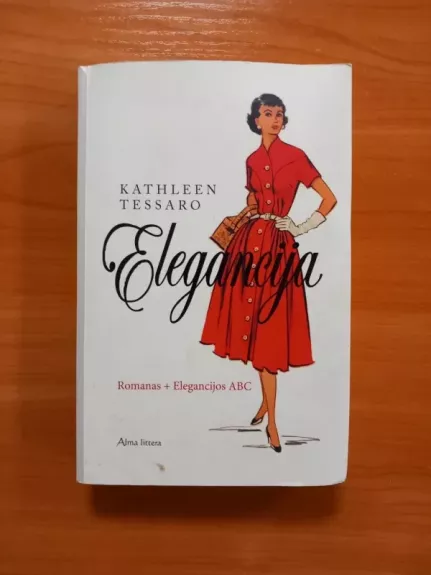 KATHLEEN
TESSARO
Elegancija
Romanas + Elegancijos ABC
Alma littera